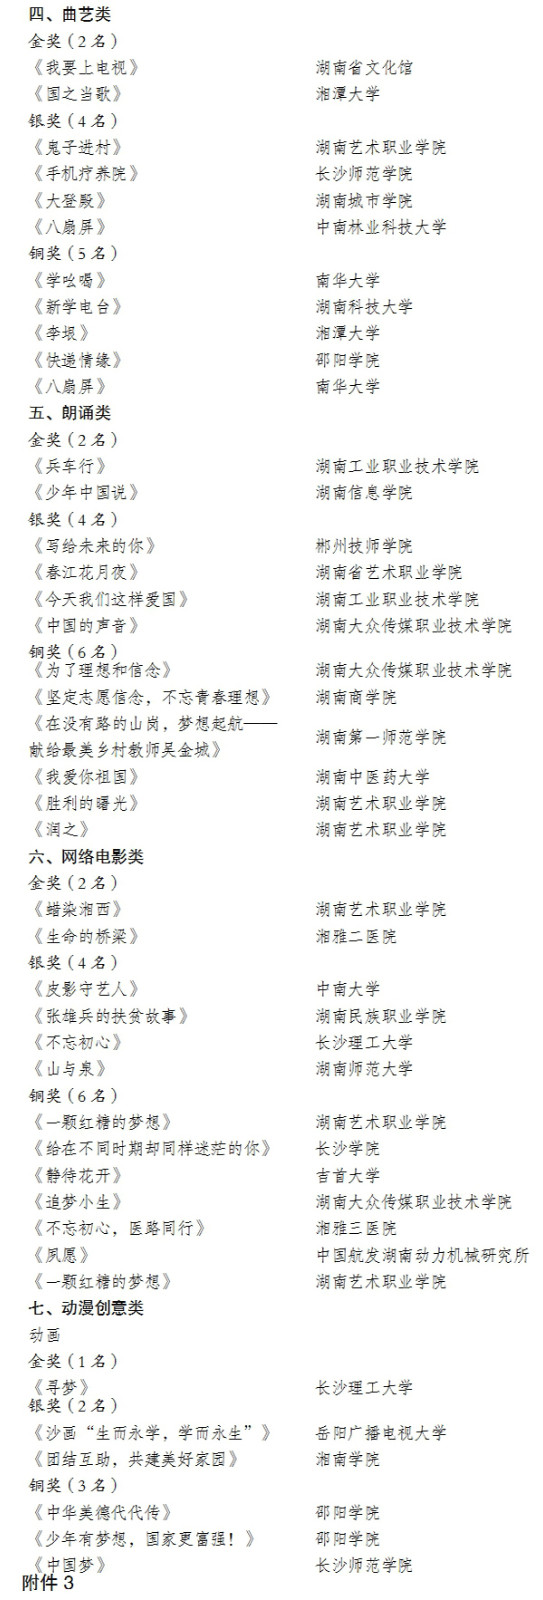 四、曲艺类
金奖(2名)
《我要上电视》 湖南省文化馆
《国之当歌》 湘潭大学
银奖(4名)
《鬼子进村》 湖南艺术职业学院
《手机疗养院》 长沙师范学院
《大登殿》 湖南城市学院
《八扇屏》 中南林业科技大学
铜奖(5名)
《学吆喝》 南华大学
《新学电台》 湖南科技大学
《李垠》 湘潭大学
《快递情缘》 邵阳学院
《八扇屏》 南华大学
五、朗诵类
金奖(2名)
《兵车行》 湖南工业职业技术学院
《少年中国说》 湖南信息学院
银奖(4名)
《写给未来的你》 郴州技师学院
《春江花月夜》 湖南省艺术职业学院
《今天我们这样爱国》 湖南工业职业技术学院
《中国的声音》 湖南大众传媒职业技术学院
铜奖(6名)
《为了理想和信念》 湖南大众传媒职业技术学院
《坚定志愿信念，不忘青春理想》 湖南商学院
《在没有路的山岗，梦想起航——
献给最美乡村教师吴金城》 湖南第一师范学院
《我爱你祖国》 湖南中医药大学
《胜利的曙光》 湖南艺术职业学院
《润之》 湖南艺术职业学院
六、网络电影类
金奖(2名)
《蜡染湘西》 湖南艺术职业学院
《生命的桥梁》 湘雅二医院
银奖(4名)
《皮影守艺人》 中南大学
《张雄兵的扶贫故事》 湖南民族职业学院
《不忘初心》 长沙理工大学
《山与泉》 湖南师范大学
铜奖(6名)
《一颗红糖的梦想》 湖南艺术职业学院
《给在不同时期却同样迷茫的你》 长沙学院
《静待花开》 吉首大学
《追梦小生》 湖南大众传媒职业技术学院
《不忘初心，医路同行》 湘雅三医院
《夙愿》 中国航发湖南动力机械研究所
《一颗红糖的梦想》 湖南艺术职业学院
七、动漫创意类
动画
金奖(1名)
《寻梦》 长沙理工大学
银奖(2名)
《沙画“生而永学，学而永生”》 岳阳广播电视大学
《团结互助，共建美好家园》 湘南学院
铜奖(3名)
《中华美德代代传》 邵阳学院
《少年有梦想，国家更富强！》 邵阳学院
《中国梦》 长沙师范学院
附件3